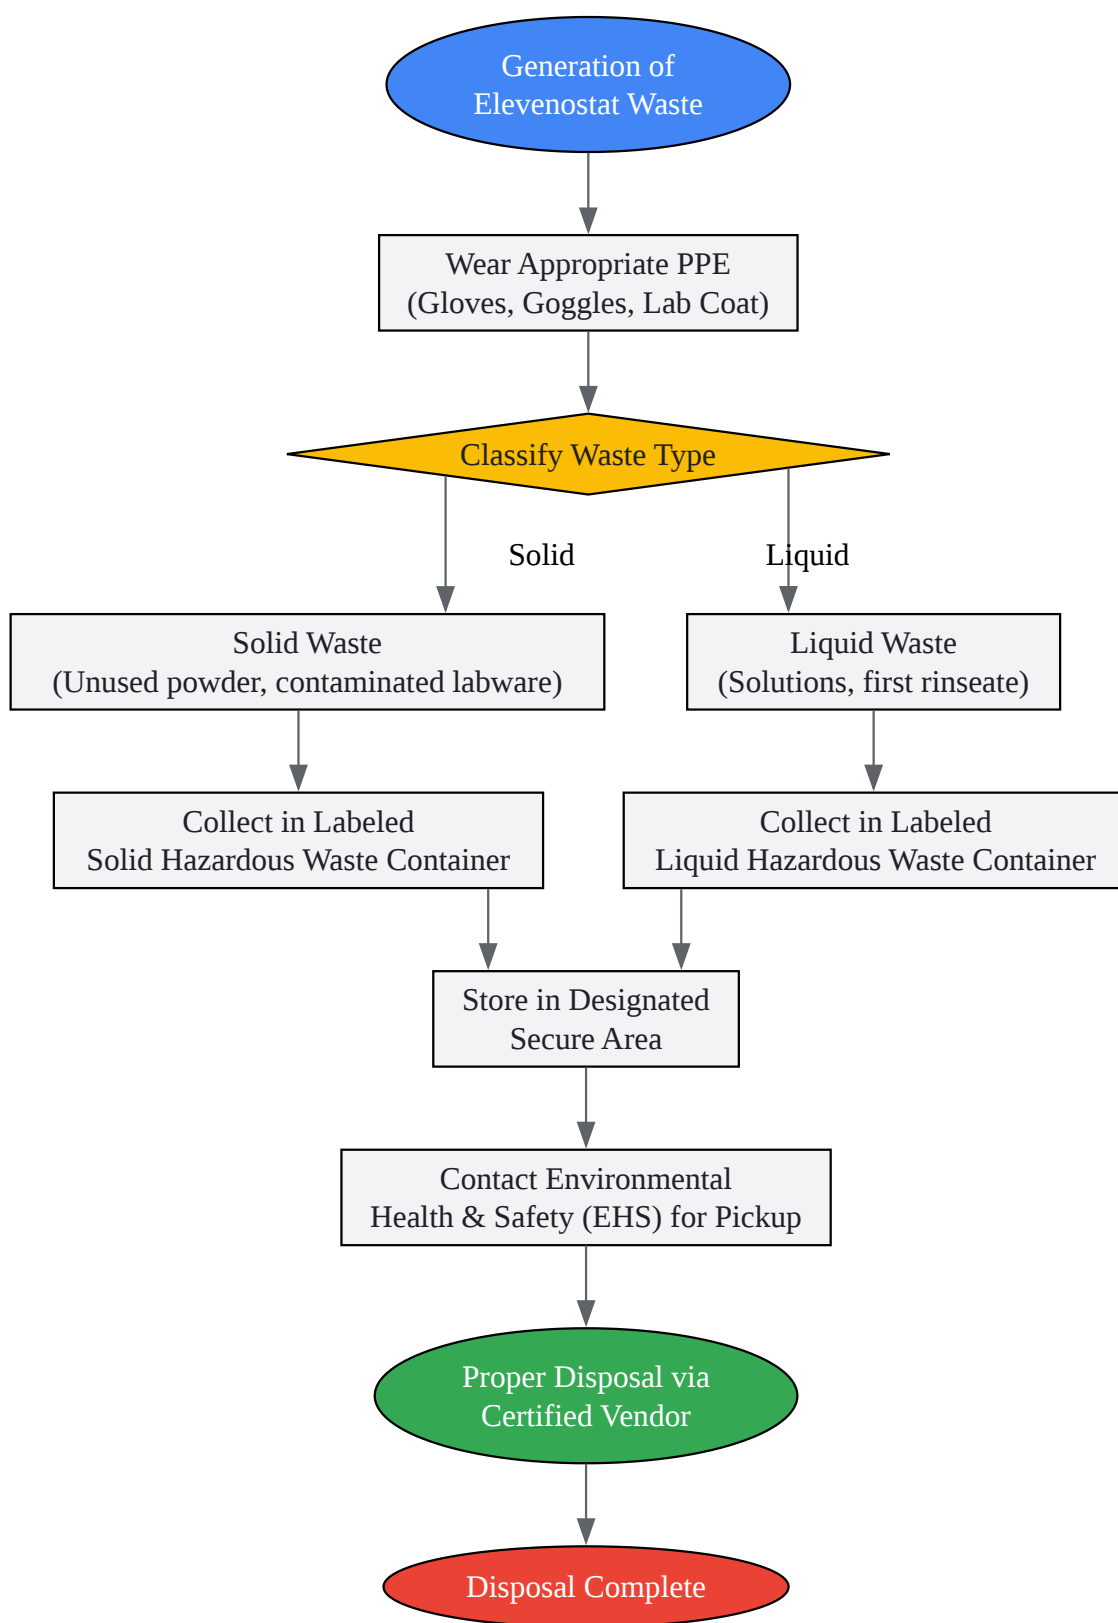 Generation of
Elevenostat Waste
Wear Appropriate PPE
(Gloves, Goggles, Lab Coat)
Classify Waste Type
Solid
Liquid
Solid Waste
(Unused powder, contaminated labware)
Liquid Waste
(Solutions, first rinseate)
Collect in Labeled
Solid Hazardous Waste Container
Collect in Labeled
Liquid Hazardous Waste Container
Store in Designated
Secure Area
Contact Environmental
Health & Safety (EHS) for Pickup
Proper Disposal via
Certified Vendor
Disposal Complete